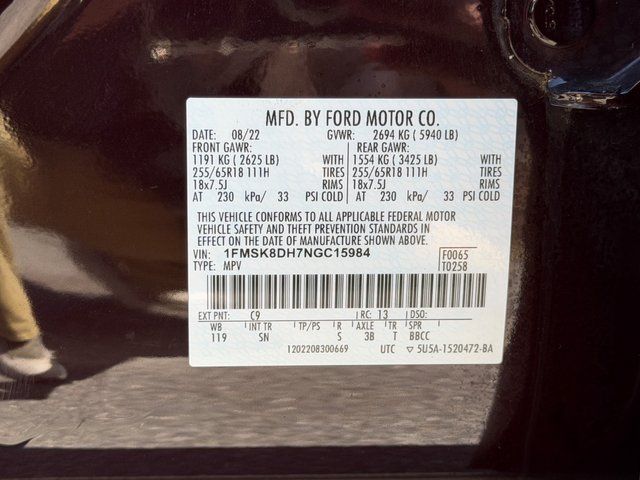 MFD. BY FORD MOTOR CO.
DATE: 08/22 GVWR: 2694 KG ( 5940 LB)
FRONT GAWR: REAR GAWR:
1191 KG ( 2625 LB) WITH 1554 KG ( 3425 LB) WITH
255/65R18 111H TIRES 255/65R18 111H TIRES
18x7.5J RIMS 18x7.5J RIMS
AT 230 kPa/ 33 PSI COLD AT 230 kPa/ 33 PSI COLD
THIS VEHICLE CONFORMS TO ALL APPLICABLE FEDERAL MOTOR
VEHICLE SAFETY AND THEFT PREVENTION STANDARDS IN
EFFECT ON THE DATE OF MANUFACTURE SHOWN ABOVE.
VIN: 1FMSK8DH7NGC15984 F0065
TYPE: MPV T0258
EXT PNT: C9 RC: 13 DSO:
WB INT TR TP/PS R AXLE TR SPR
119 SN S 3B T BBCC
1202208300669 UTC ▽ 5U5A-1520472-BA